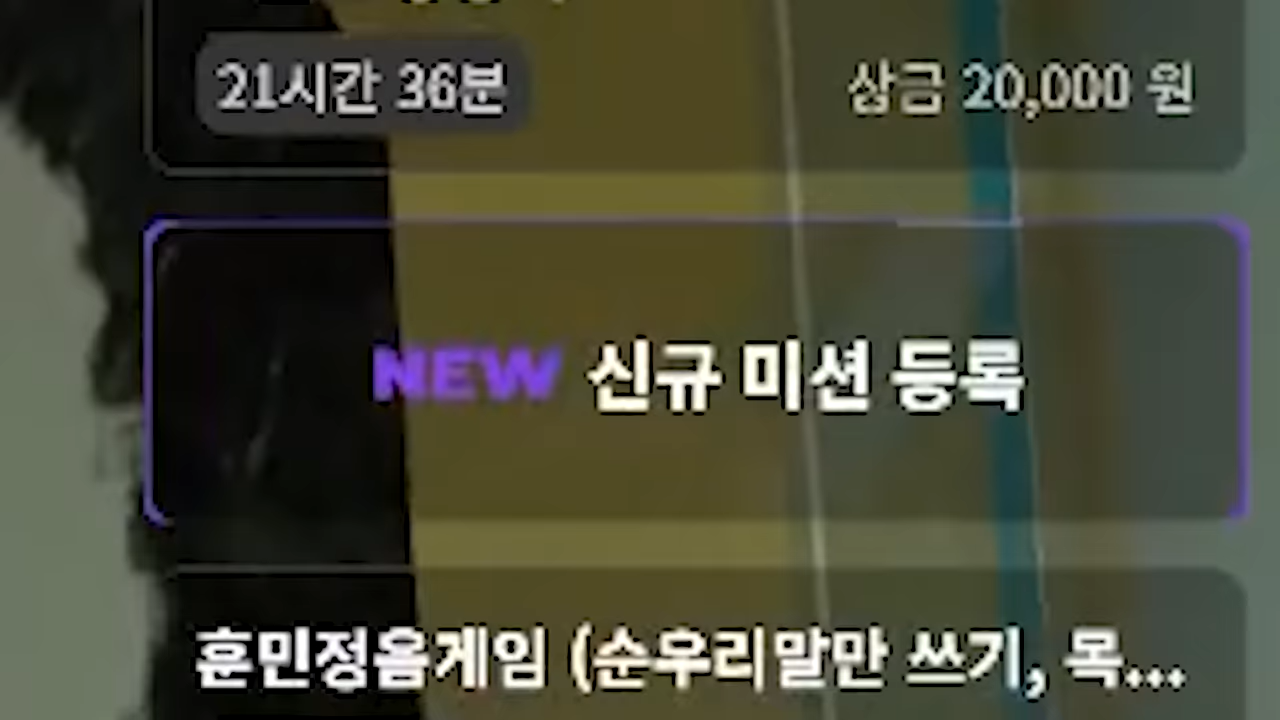 21시간 36분
상금 20,000 원
NEW 신규 미션 등록
훈민정음게임 (순우리말만 쓰기, 목...